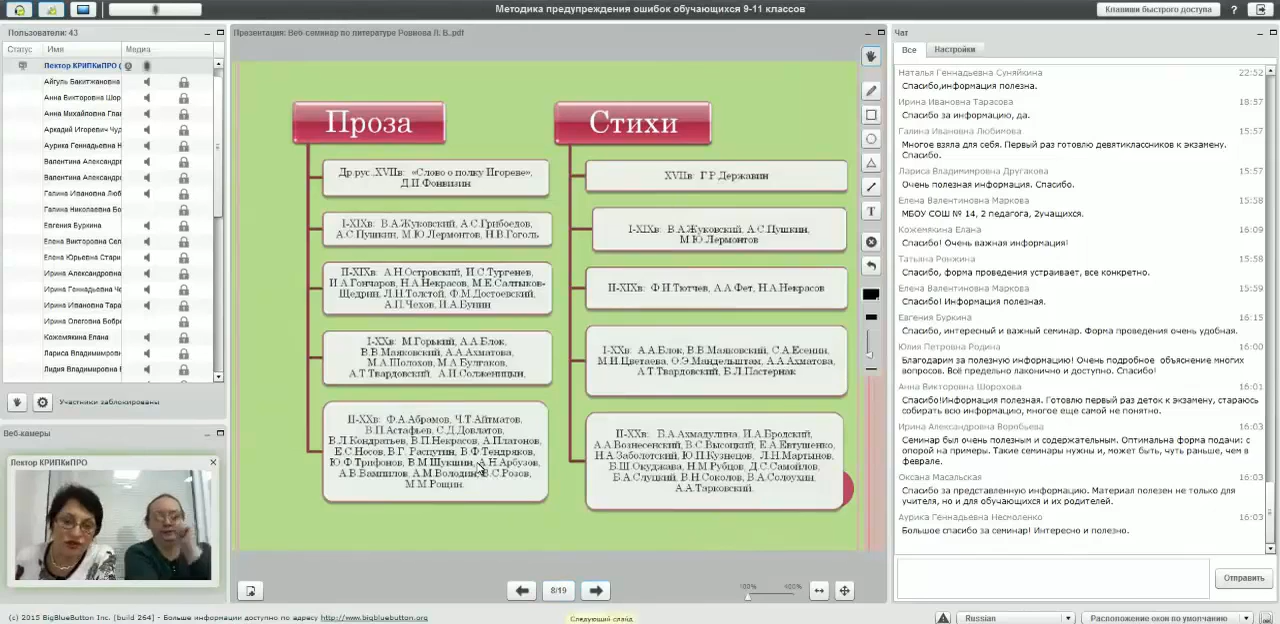 Методика предупреждения ошибок обучающихся 9-11 классов
Клавиши быстрого доступа
?
Пользователи: 43
Статус Имя Медиа
Лектор КРИПКиПРО (
Айгуль Бакитжановна
Анна Викторовна Шор
Анна Михайловна Глаг
Аркадий Игоревич Чуд
Аурика Геннадьевна Н
Валентина Александр
Валентина Александр
Галина Ивановна Люб
Галина Николаевна Бо
Евгения Буркина
Елена Викторовна Сел
Елена Юрьевна Стари
Ирина Александровна
Ирина Геннадьевна Че
Ирина Ивановна Тара
Ирина Олеговна Бобро
Кожемякина Елана
Лариса Владимировн
Лидия Владимировна
Участники заблокированы
Веб-камеры
Лектор КРИПКиПРО
Презентация: Веб-семинар по литературе Ровнова Л. В..pdf
Проза
Др.рус.,XVIIв: «Слово о полку Игореве»,
Д.И Фонвизин
I-XIXв: В.А.Жуковский, А.С.Грибоедов,
А.С.Пушкин, М.Ю.Лермонтов, Н.В.Гоголь
II-XIXв: А.Н.Островский, И.С.Тургенев,
И.А.Гончаров, Н.А.Некрасов, М.Е.Салтыков-
Щедрин, Л.Н.Толстой, Ф.М.Достоевский,
А.П.Чехов, И.А.Бунин
I-XXв: М.Горький, А.А.Блок,
В.В.Маяковский, А.А.Ахматова,
М.А.Шолохов, М.А.Булгаков,
А.Т.Твардовский, А.И.Солженицын,
II-XXв: Ф.А.Абрамов, Ч.Т.Айтматов,
В.П.Астафьев, С.Д.Довлатов,
В.Л.Кондратьев, В.П.Некрасов, А.Платонов,
Е.С.Носов, В.Г. Распутин, В.Ф.Тендряков,
Ю.Ф.Трифонов, В.М.Шукшин, А.Н.Арбузов,
А.В.Вампилов, А.М.Володин, В.С.Розов,
М.М.Рощин.
Стихи
XVIIв: Г.Р.Державин
I-XIXв: В.А.Жуковский, А.С.Пушкин,
М.Ю.Лермонтов
II-XIXв: Ф.И.Тютчев, А.А.Фет, Н.А.Некрасов
I-XXв: А.А.Блок, В.В.Маяковский, С.А.Есенин,
М.И.Цветаева, О.Э.Мандельштам, А.А.Ахматова,
А.Т.Твардовский, Б.Л.Пастернак
II-XXв: Б.А.Ахмадулина, И.А.Бродский,
А.А.Вознесенский, В.С.Высоцкий, Е.А.Евтушенко,
Н.А.Заболотский, Ю.П.Кузнецов, Л.Н.Мартынов,
Б.Ш.Окуджава, Н.М.Рубцов, Д.С.Самойлов,
Б.А.Слуцкий, В.Н.Соколов, В.А.Солоухин,
А.А.Тарковский.
T
8/19
100% 400%
Чат
Все Настройки
Наталья Геннадьевна Суняйкина 22:52
Спасибо,информация полезна.
Ирина Ивановна Тарасова 18:57
Спасибо за информацию, да.
Галина Ивановна Любимова 15:57
Многое взяла для себя. Первый раз готовлю девятиклассников к экзамену.
Спасибо.
Лариса Владимирмировна Другакова 15:57
Очень полезная информация. Спасибо.
Елена Валентиновна Маркова 15:58
МБОУ СОШ № 14, 2 педагога, 2учащихся.
Кожемякина Елана 16:09
Спасибо! Очень важная информация!
Татьяна Ронжина 15:58
Спасибо, форма проведения устраивает, все конкретно.
Елена Валентиновна Маркова 15:59
Спасибо! Информация полезная.
Евгения Буркина 16:15
Спасибо, интересный и важный семинар. Форма проведения очень удобная.
Юлия Петровна Родина 16:00
Благодарим за полезную информацию! Очень подробное объяснение многих
вопросов. Всё предельно лаконично и доступно. Спасибо!
Анна Викторовна Шорохова 16:01
Спасибо!Информация полезная. Готовлю первый раз деток к экзамену, стараюсь
собирать всю информацию, многое еще самой не понятно.
Ирина Александровна Воробьева 16:03
Семинар был очень полезным и содержательным. Оптимальна форма подачи: с
опорой на примеры. Такие семинары нужны и, может быть, чуть раньше, чем в
феврале.
Оксана Масальская 16:03
Спасибо за представленную информацию. Материал полезен не только для
учителя, но и для обучающихся и их родителей.
Аурика Геннадьевна Несмоленко 16:03
Большое спасибо за семинар! Интересно и полезно.
Отправить
(c) 2015 BigBlueButton Inc. [build 264] - Больше информации доступно по адресу http://www.bigbluebutton.org
Следующий слайд
Russian
Расположение окон по умолчанию